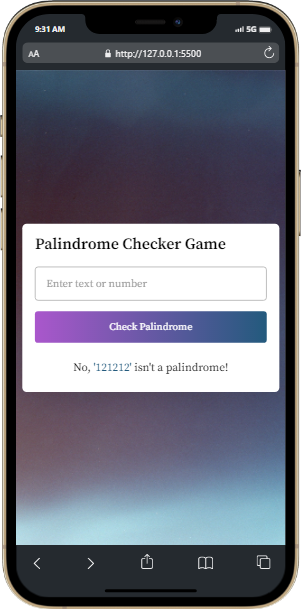 9:31 AM
5G
AA http://127.0.0.1:5500
Palindrome Checker Game
Enter text or number
Check Palindrome
No, '121212' isn't a palindrome!